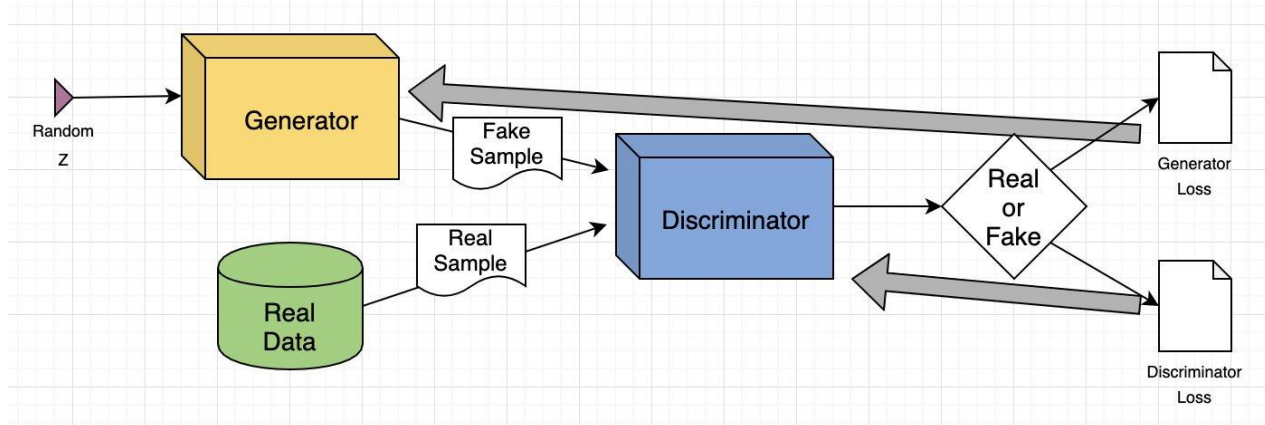 Random
Z
Generator
Fake
Sample
Real
Data
Real
Sample
Discriminator
Real
or
Fake
Generator
Loss
Discriminator
Loss